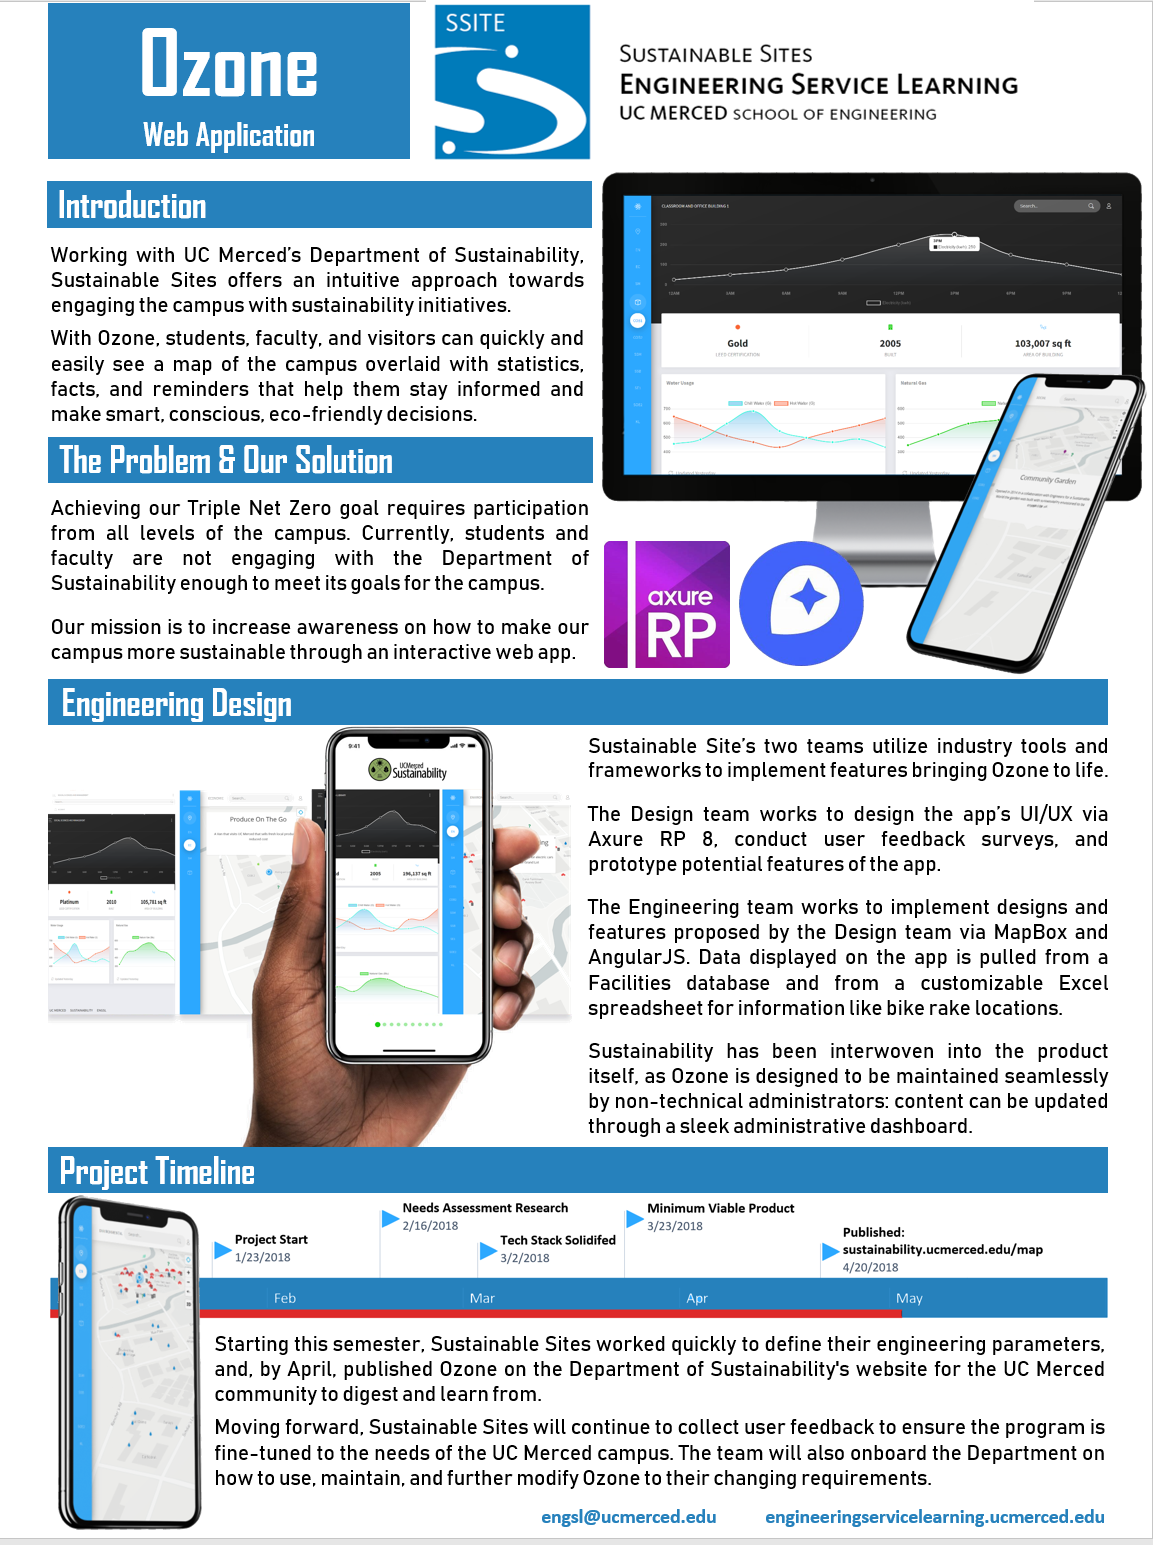 Ozone
Web Application
SSITE
SUSTAINABLE SITES
ENGINEERING SERVICE LEARNING
UC MERCED SCHOOL OF ENGINEERING
Introduction
Working with UC Merced's Department of Sustainability,
Sustainable Sites offers an intuitive approach towards
engaging the campus with sustainability initiatives.
With Ozone, students, faculty, and visitors can quickly and
easily see a map of the campus overlaid with statistics,
facts, and reminders that help them stay informed and
make smart, conscious, eco-friendly decisions.
CLASSROOM AND OFFICE BUILDING 1
Search...
Gold
LEED CERTIFICATION
2005
BUILT
103,007 sq ft
AREA OF BUILDING
Water Usage
Natural Gas
Community Garden
The Problem & Our Solution
Achieving our Triple Net Zero goal requires participation
from all levels of the campus. Currently, students and
faculty are not engaging with the Department of
Sustainability enough to meet its goals for the campus.
Our mission is to increase awareness on how to make our
campus more sustainable through an interactive web app.
axure
RP
Engineering Design
9:41
UCMerced
Sustainability
Produce On The Go
Platinum
2010
105,781 sq ft
2005
196,137 sq ft
Sustainable Site's two teams utilize industry tools and
frameworks to implement features bringing Ozone to life.
The Design team works to design the app's UI/UX via
Axure RP 8, conduct user feedback surveys, and
prototype potential features of the app.
The Engineering team works to implement designs and
features proposed by the Design team via MapBox and
AngularJS. Data displayed on the app is pulled from a
Facilities database and from a customizable Excel
spreadsheet for information like bike rake locations.
Sustainability has been interwoven into the product
itself, as Ozone is designed to be maintained seamlessly
by non-technical administrators: content can be updated
through a sleek administrative dashboard.
Project Timeline
Project Start
1/23/2018
Needs Assessment Research
2/16/2018
Tech Stack Solidifed
3/2/2018
Minimum Viable Product
3/23/2018
Published:
sustainability.ucmerced.edu/map
4/20/2018
Feb Mar Apr May
Starting this semester, Sustainable Sites worked quickly to define their engineering parameters,
and, by April, published Ozone on the Department of Sustainability's website for the UC Merced
community to digest and learn from.
Moving forward, Sustainable Sites will continue to collect user feedback to ensure the program is
fine-tuned to the needs of the UC Merced campus. The team will also onboard the Department on
how to use, maintain, and further modify Ozone to their changing requirements.
engsl@ucmerced.edu engineeringservicelearning.ucmerced.edu